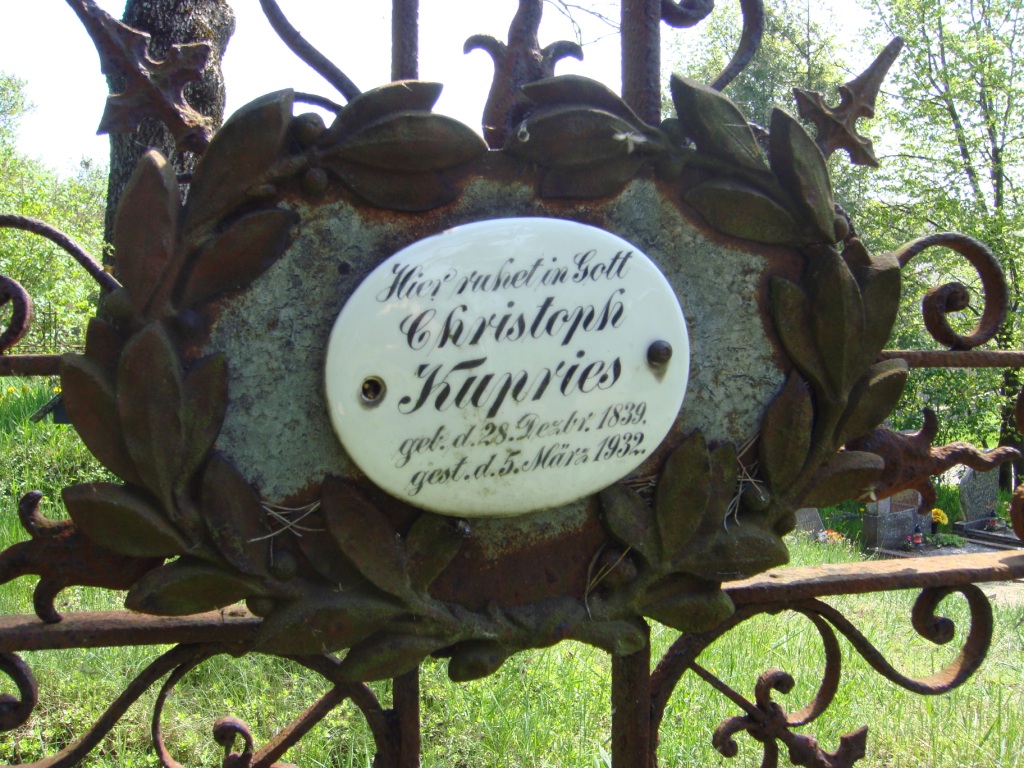 Hier ruhet in Gott
Christoph
Kupries
geb. d. 28. Dezbr. 1839.
gest. d. 5. März 1932.